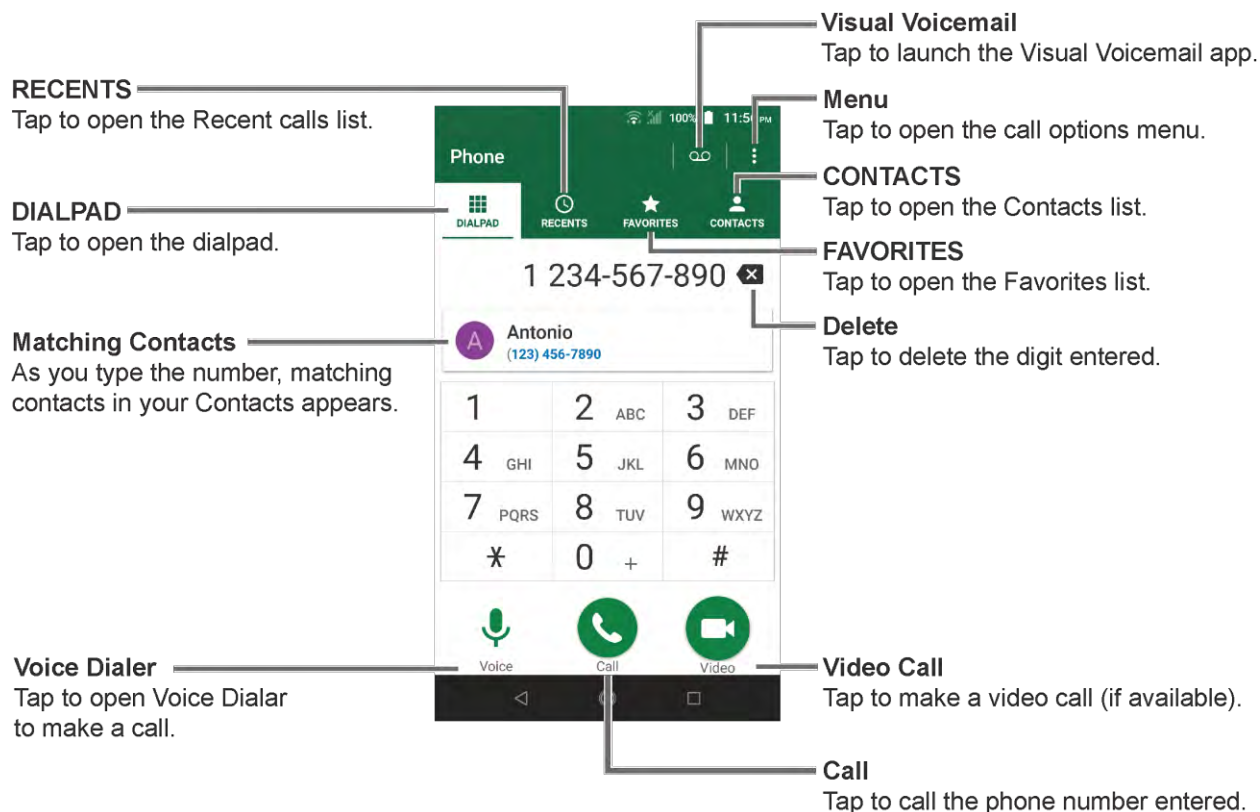 Visual Voicemail
Tap to launch the Visual Voicemail app.
RECENTS
Tap to open the Recent calls list.
Menu
Tap to open the call options menu.
CONTACTS
Tap to open the Contacts list.
DIALPAD
Tap to open the dialpad.
FAVORITES
Tap to open the Favorites list.
Matching Contacts
As you type the number, matching
contacts in your Contacts appears.
Delete
Tap to delete the digit entered.
100% 11:56 PM
Phone
DIALPAD RECENTS FAVORITES CONTACTS
1 234-567-890
A Antonio
(123) 456-7890
1 2 ABC 3 DEF
4 GHI 5 JKL 6 MNO
7 PQRS 8 TUV 9 WXYZ
* 0 + #
Voice Call Video
Voice Dialer
Tap to open Voice Dialar
to make a call.
Video Call
Tap to make a video call (if available).
Call
Tap to call the phone number entered.